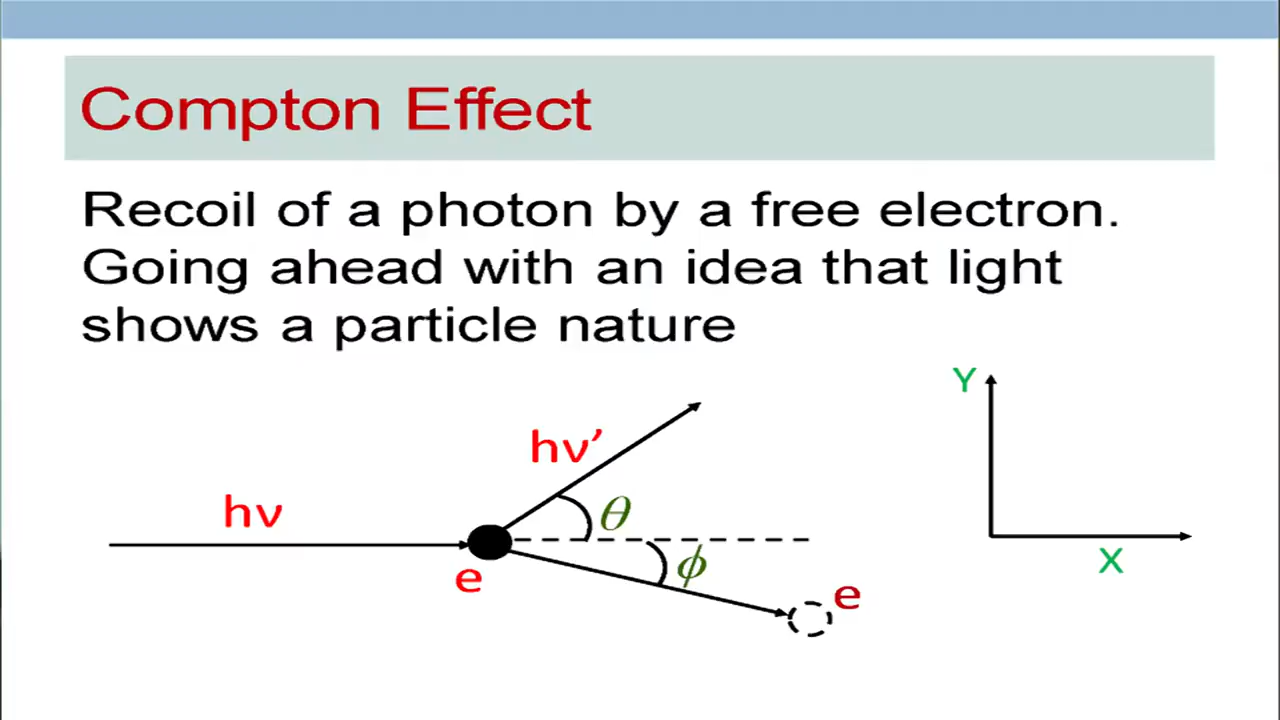 Compton Effect
Recoil of a photon by a free electron.
Going ahead with an idea that light
shows a particle nature
Y
hν’
hν
θ
ϕ
X
e
e